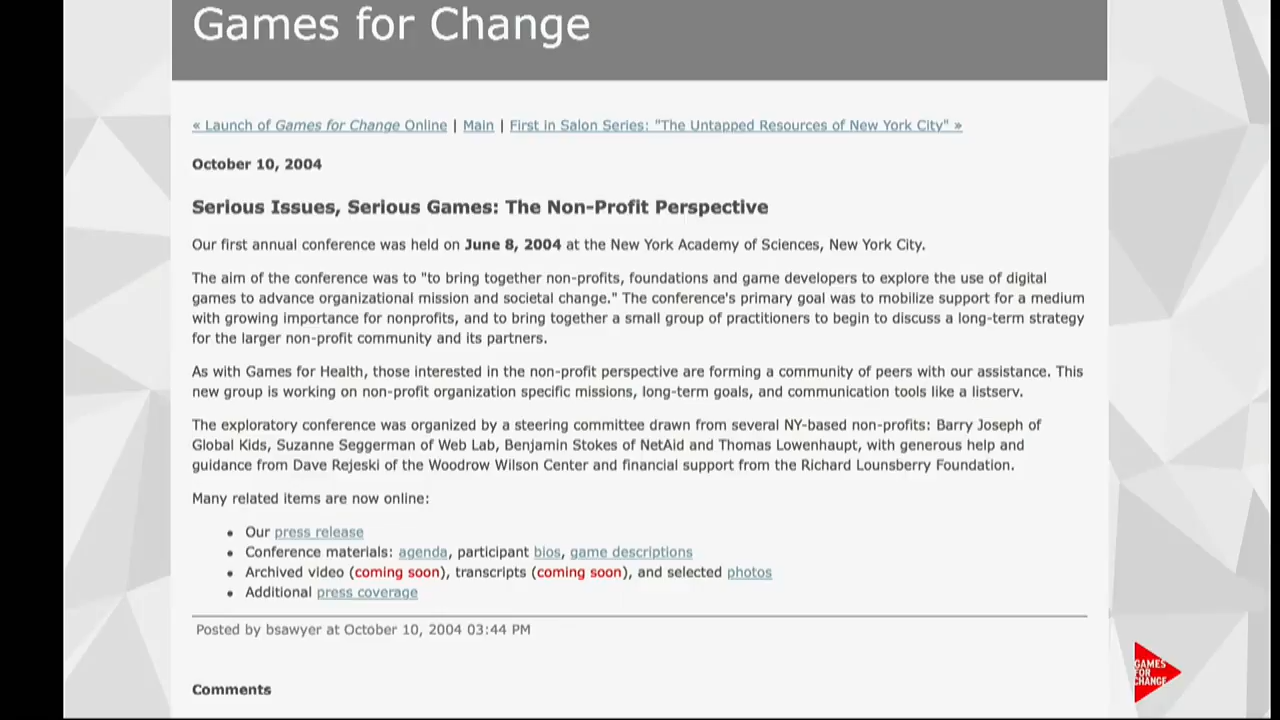 Games for Change
« Launch of Games for Change Online | Main | First in Salon Series: "The Untapped Resources of New York City" »
October 10, 2004
Serious Issues, Serious Games: The Non-Profit Perspective
Our first annual conference was held on June 8, 2004 at the New York Academy of Sciences, New York City.
The aim of the conference was to "to bring together non-profits, foundations and game developers to explore the use of digital
games to advance organizational mission and societal change." The conference's primary goal was to mobilize support for a medium
with growing importance for nonprofits, and to bring together a small group of practitioners to begin to discuss a long-term strategy
for the larger non-profit community and its partners.
As with Games for Health, those interested in the non-profit perspective are forming a community of peers with our assistance. This
new group is working on non-profit organization specific missions, long-term goals, and communication tools like a listserv.
The exploratory conference was organized by a steering committee drawn from several NY-based non-profits: Barry Joseph of
Global Kids, Suzanne Seggerman of Web Lab, Benjamin Stokes of NetAid and Thomas Lowenhaupt, with generous help and
guidance from Dave Rejeski of the Woodrow Wilson Center and financial support from the Richard Lounsberry Foundation.
Many related items are now online:
• Our press release
• Conference materials: agenda, participant bios, game descriptions
• Archived video (coming soon), transcripts (coming soon), and selected photos
• Additional press coverage
Posted by bsawyer at October 10, 2004 03:44 PM
Comments
GAMES
FOR
CHANGE